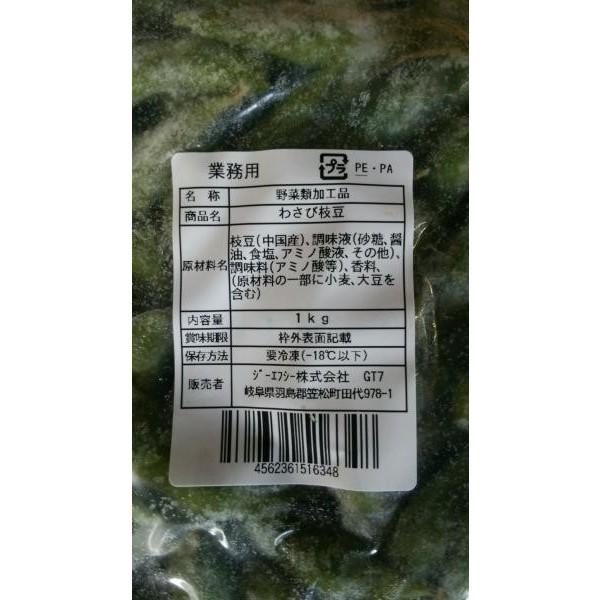 業務用 プラ PE・PA
名称 野菜類加工品
商品名 わさび枝豆
原材料名 枝豆(中国産)、調味液(砂糖、醤
油、食塩、アミノ酸液、その他)、
調味料(アミノ酸等)、香料、
(原材料の一部に小麦、大豆を
含む)
内容量 1kg
賞味期限 枠外表面記載
保存方法 要冷凍(-18℃以下)
販売者 ジーエフシー株式会社 GT7
岐阜県羽島郡笠松町田代978-1
4562361516348